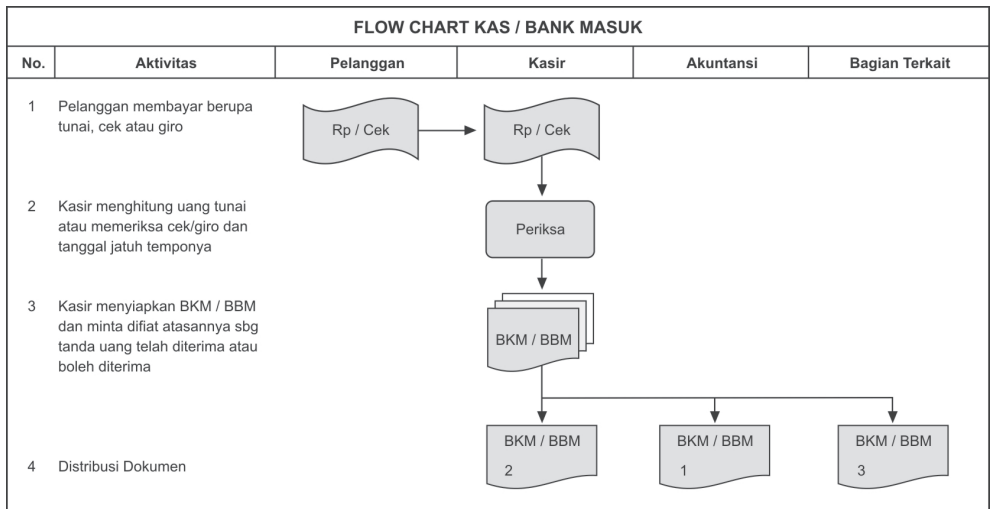 FLOW CHART KAS / BANK MASUK
No. Aktivitas Pelanggan Kasir Akuntansi Bagian Terkait
1 Pelanggan membayar berupa
tunai, cek atau giro
Rp / Cek Rp / Cek
2 Kasir menghitung uang tunai
atau memeriksa cek/giro dan
tanggal jatuh temponya
Periksa
3 Kasir menyiapkan BKM / BBM
dan minta difiat atasannya sbg
tanda uang telah diterima atau
boleh diterima
BKM / BBM
4 Distribusi Dokumen
BKM / BBM
2
BKM / BBM
1
BKM / BBM
3